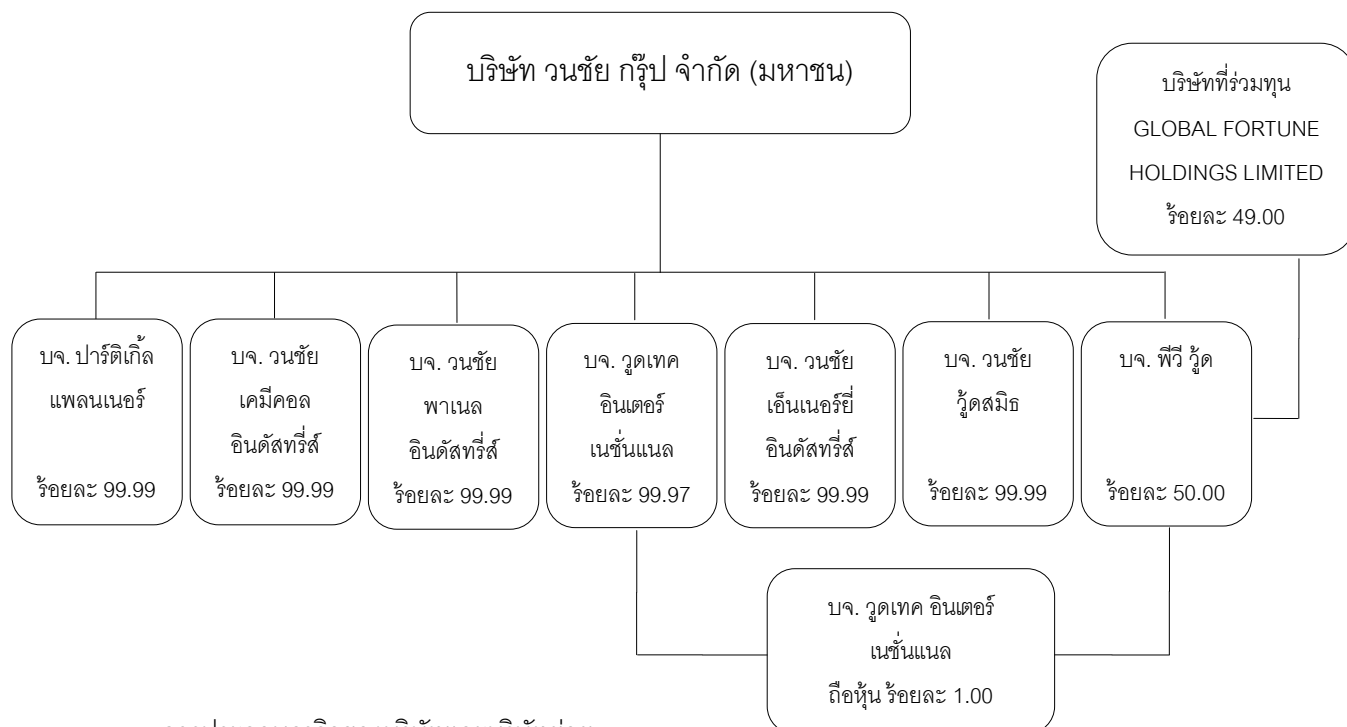 บริษัท วนชัย กรุ๊ป จำกัด (มหาชน)
บริษัทที่ร่วมทุน
GLOBAL FORTUNE
HOLDINGS LIMITED
ร้อยละ 49.00
บจ. ปาร์ติเกิ้ล
แพลนเนอร์
ร้อยละ 99.99
บจ. วนชัย
เคมีคอล
อินดัสทรี่ส์
ร้อยละ 99.99
บจ. วนชัย
พาเนล
อินดัสทรี่ส์
ร้อยละ 99.99
บจ. วูดเทค
อินเตอร์
เนชั่นแนล
ร้อยละ 99.97
บจ. วนชัย
เอ็นเนอร์ยี่
อินดัสทรี่ส์
ร้อยละ 99.99
บจ. วนชัย
วู้ดสมิธ
ร้อยละ 99.99
บจ. พีวี วู้ด
ร้อยละ 50.00
บจ. วูดเทค อินเตอร์
เนชั่นแนล
ถือหุ้น ร้อยละ 1.00